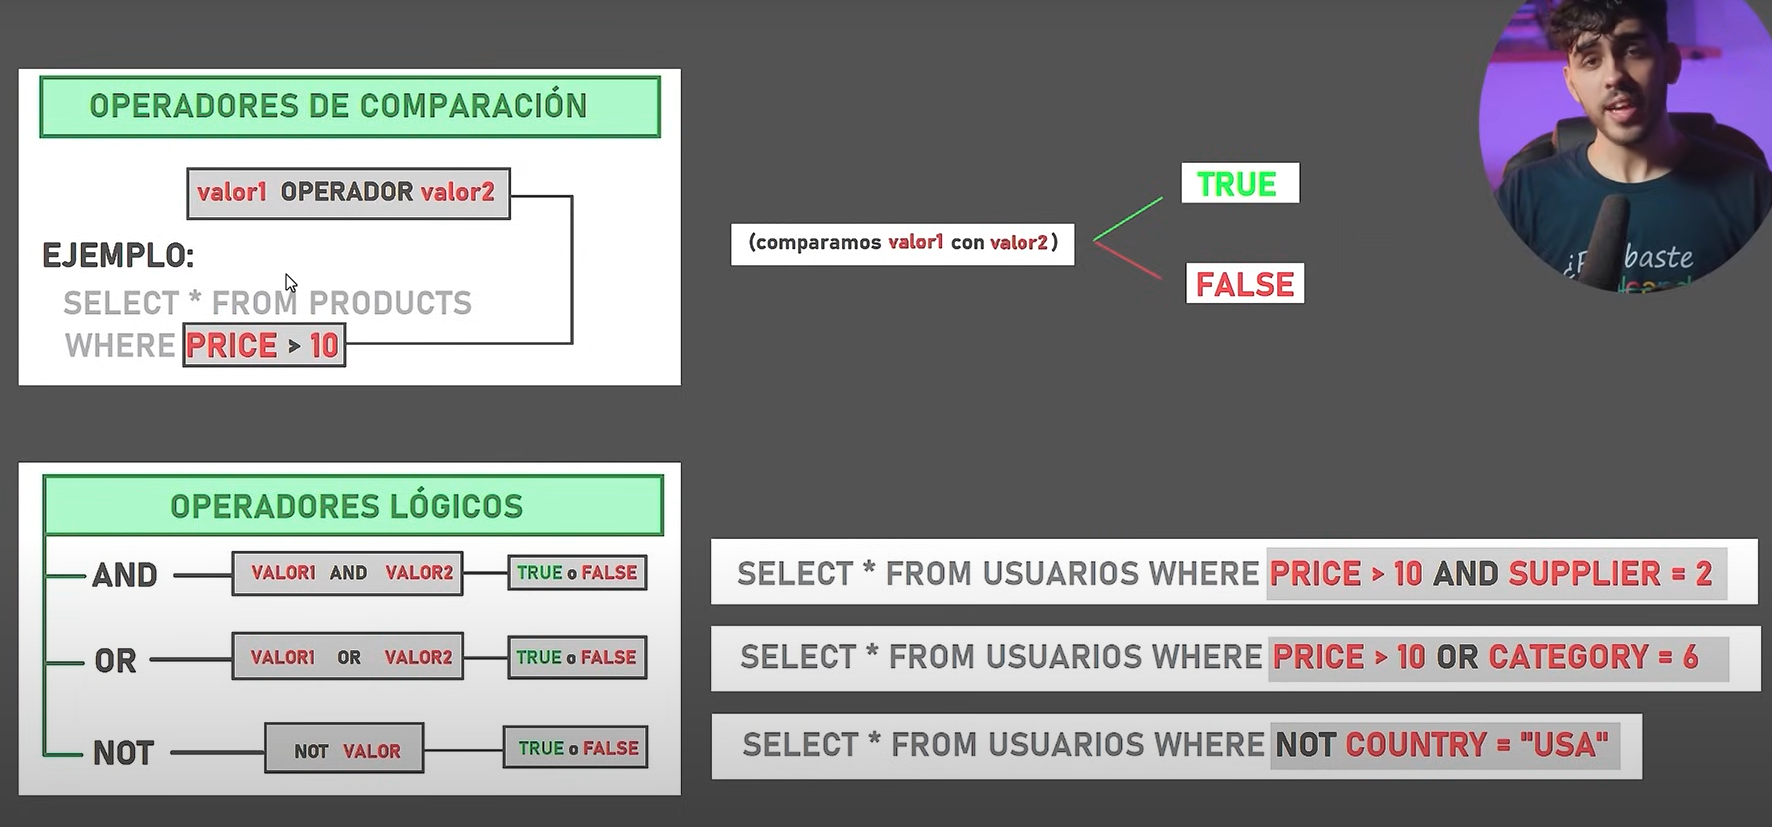 OPERADORES DE COMPARACIÓN
valor1 OPERADOR valor2
EJEMPLO:
SELECT * FROM PRODUCTS
WHERE PRICE > 10
(comparamos valor1 con valor2)
TRUE
FALSE
baste
OPERADORES LÓGICOS
AND
VALOR1 AND VALOR2
TRUE o FALSE
SELECT * FROM USUARIOS WHERE PRICE > 10 AND SUPPLIER = 2
OR
VALOR1 OR VALOR2
TRUE o FALSE
SELECT * FROM USUARIOS WHERE PRICE > 10 OR CATEGORY = 6
NOT
NOT VALOR
TRUE o FALSE
SELECT * FROM USUARIOS WHERE NOT COUNTRY = "USA"